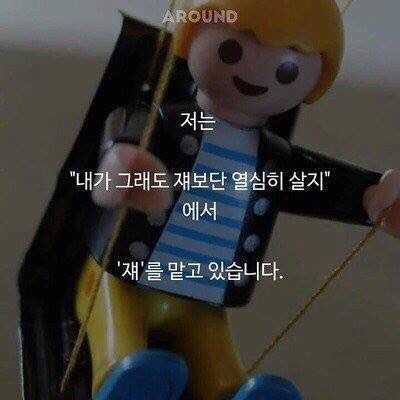 AROUND
저는
"내가 그래도 쟤보단 열심히 살지"
에서
'쟤'를 맡고 있습니다.